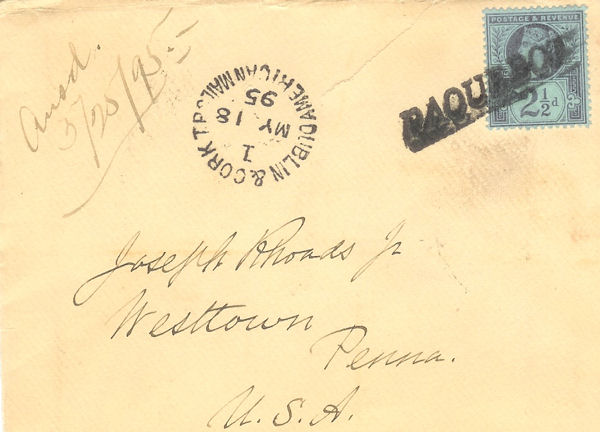 Ansd.
5/25/95
DUBLIN & CORK T.P.O
(AMERICAN MAIL
1
MY 18
95
PAQUEBOT
POSTAGE & REVENUE
2½d
Joseph Rhoads Jr
Westtown
Penna.
U.S.A.